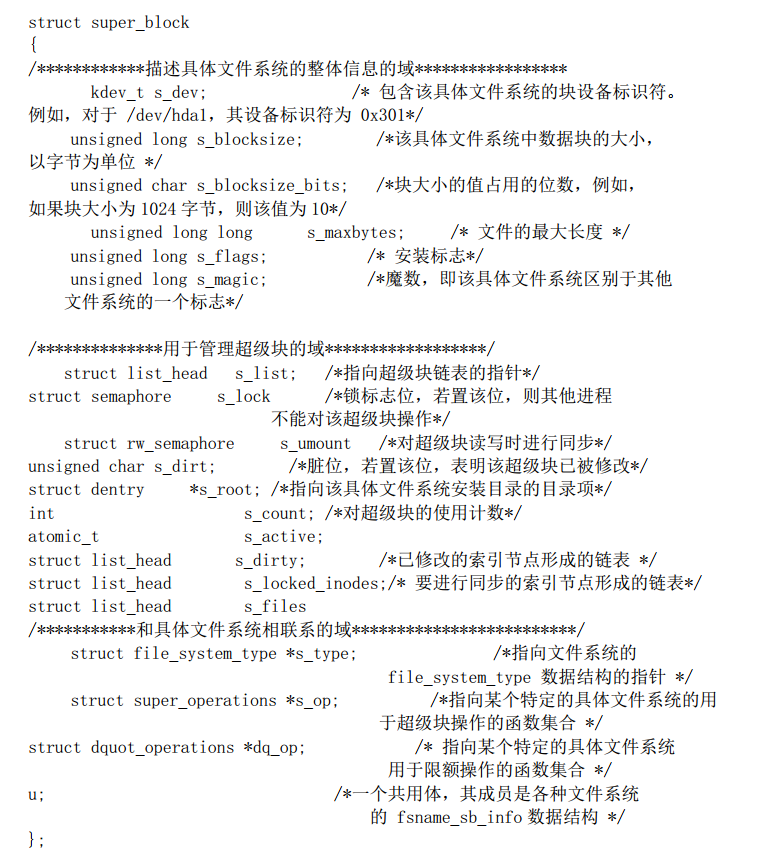 struct super_block
{
/************描述具体文件系统的整体信息的域*****************
kdev_t s_dev; /* 包含该具体文件系统的块设备标识符。
例如，对于 /dev/hda1，其设备标识符为 0x301*/
unsigned long s_blocksize; /*该具体文件系统中数据块的大小，
以字节为单位 */
unsigned char s_blocksize_bits; /*块大小的值占用的位数，例如，
如果块大小为1024字节，则该值为10*/
unsigned long long s_maxbytes; /* 文件的最大长度 */
unsigned long s_flags; /* 安装标志*/
unsigned long s_magic; /*魔数，即该具体文件系统区别于其他
文件系统的一个标志*/
/**************用于管理超级块的域******************/
struct list_head s_list; /*指向超级块链表的指针*/
struct semaphore s_lock /*锁标志位，若置该位，则其他进程
不能对该超级块操作*/
struct rw_semaphore s_umount /*对超级块读写时进行同步*/
unsigned char s_dirt; /*脏位，若置该位，表明该超级块已被修改*/
struct dentry *s_root; /*指向该具体文件系统安装目录的目录项*/
int s_count; /*对超级块的使用计数*/
atomic_t s_active;
struct list_head s_dirty; /*已修改的索引节点形成的链表 */
struct list_head s_locked_inodes;/* 要进行同步的索引节点形成的链表*/
struct list_head s_files
/***********和具体文件系统相联系的域*************************/
struct file_system_type *s_type; /*指向文件系统的
file_system_type 数据结构的指针 */
struct super_operations *s_op; /*指向某个特定的具体文件系统的用
于超级块操作的函数集合 */
struct dquot_operations *dq_op; /* 指向某个特定的具体文件系统
用于限额操作的函数集合 */
u; /*一个共用体，其成员是各种文件系统
的 fsname_sb_info数据结构 */
};